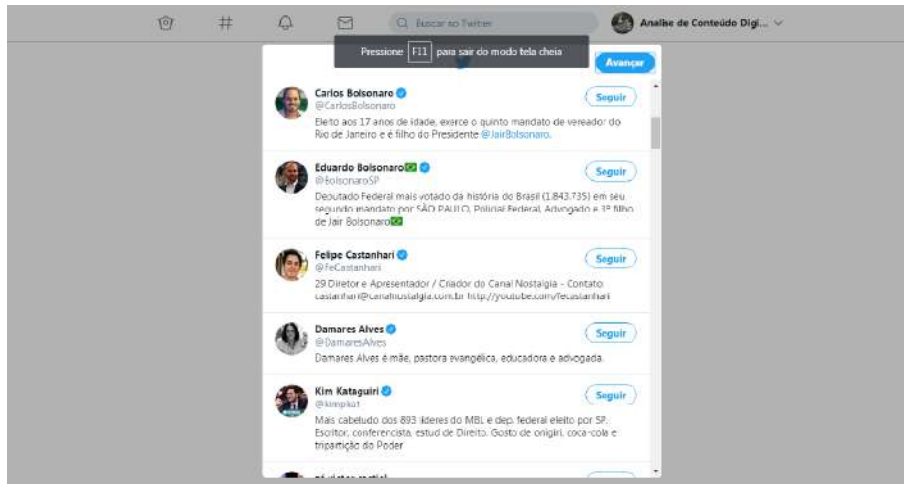 Buscar no Twitter
Analise de Conteúdo Digi...
Pressione F11 para sair do modo tela cheia
Avançar
Carlos Bolsonaro
@CarlosBolsonaro
Seguir
Eleito aos 17 anos de idade, exerce o quinto mandato de vereador do
Rio de Janeiro e é filho do Presidente @JairBolsonaro.
Eduardo Bolsonaro
@BolsonaroSP
Seguir
Deputado Federal mais votado da história do Brasil (1.843.735) em seu
segundo mandato por SÃO PAULO, Policial Federal, Advogado e 3º filho
de Jair Bolsonaro
Felipe Castanhari
@FeCastanhari
Seguir
29 Diretor e Apresentador / Criador do Canal Nostalgia - Contato:
castanhari@canalnostalgia.com.br http://youtube.com/fecastanhari
Damares Alves
@DamaresAlves
Seguir
Damares Alves é mãe, pastora evangélica, educadora e advogada.
Kim Kataguiri
@kimpkat
Seguir
Mais cabeludo dos 893 líderes do MBL e dep. federal eleito por SP.
Escritor, conferencista, estud de Direito. Gosto de onigiri, coca-cola e
tripartição do Poder